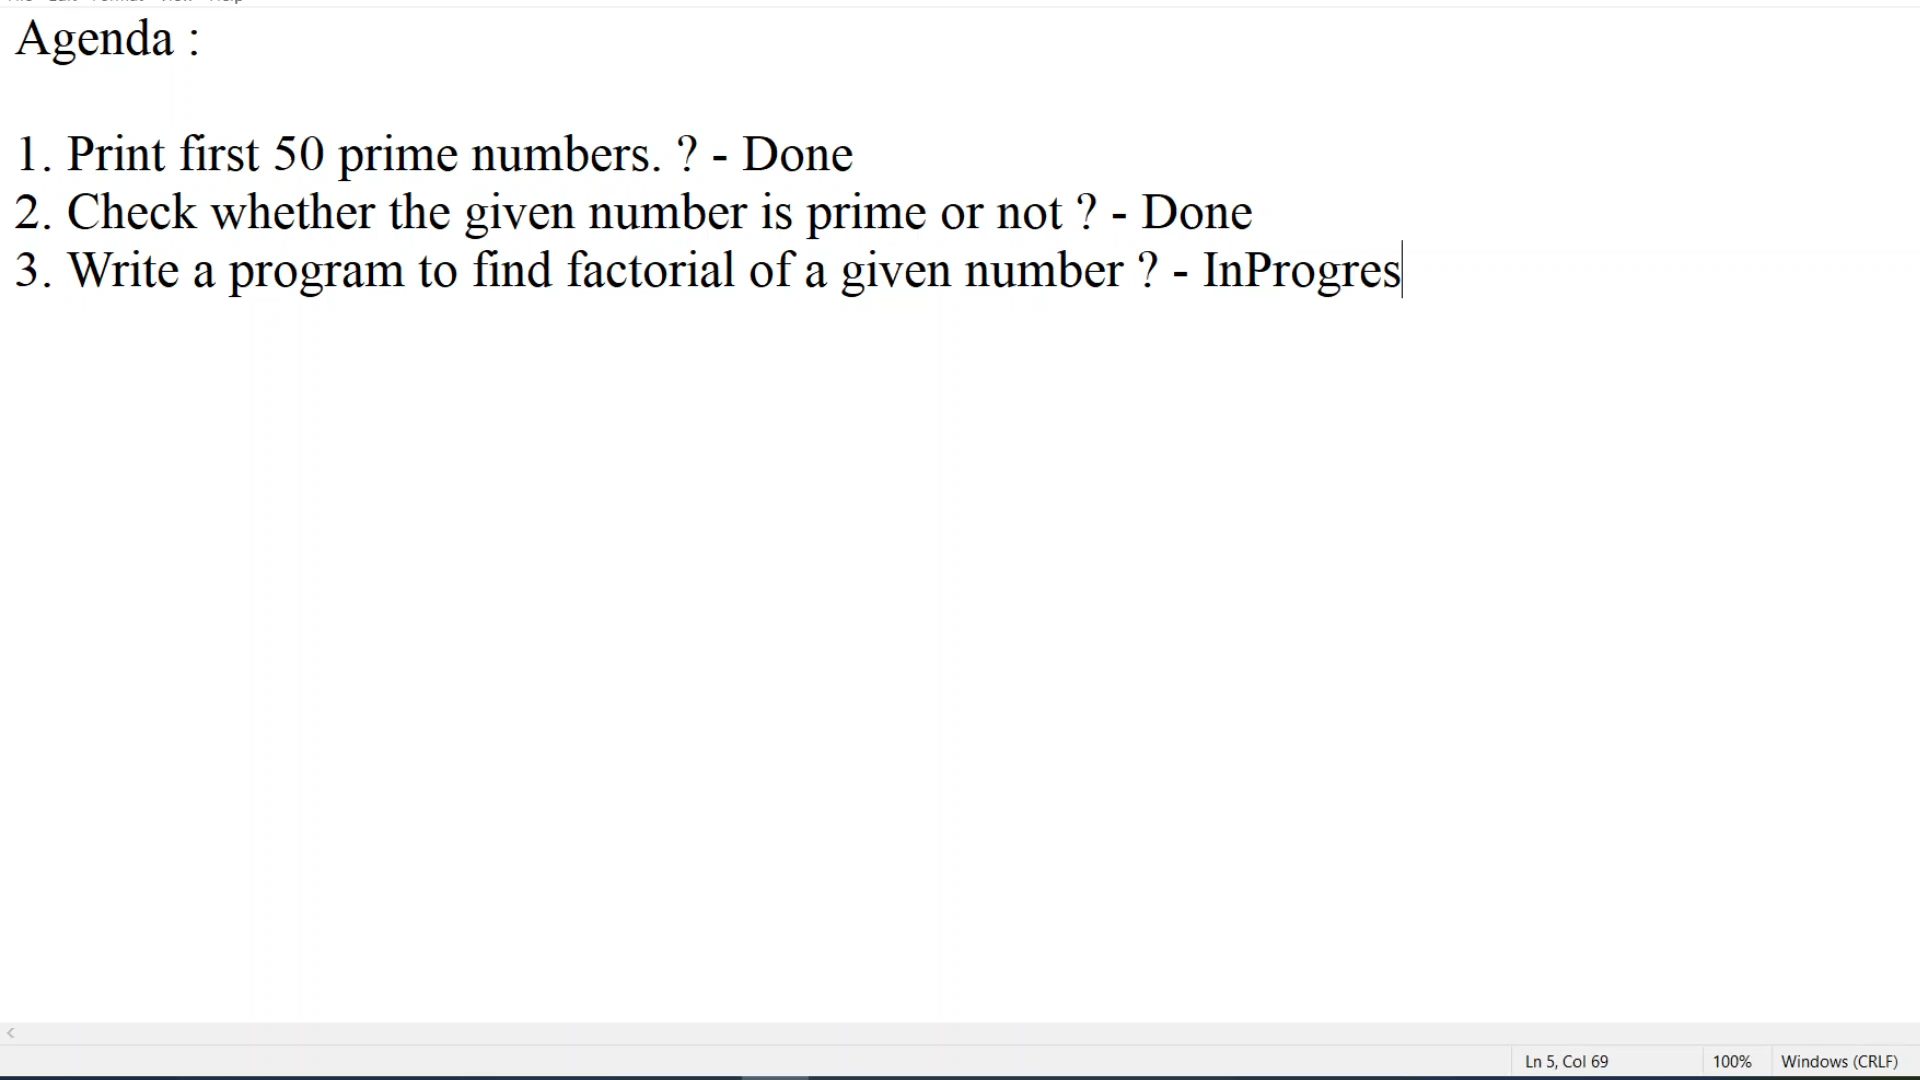 Agenda :
1. Print first 50 prime numbers. ? - Done
2. Check whether the given number is prime or not ? - Done
3. Write a program to find factorial of a given number ? - InProgres
Ln 5, Col 69 100% Windows (CRLF)